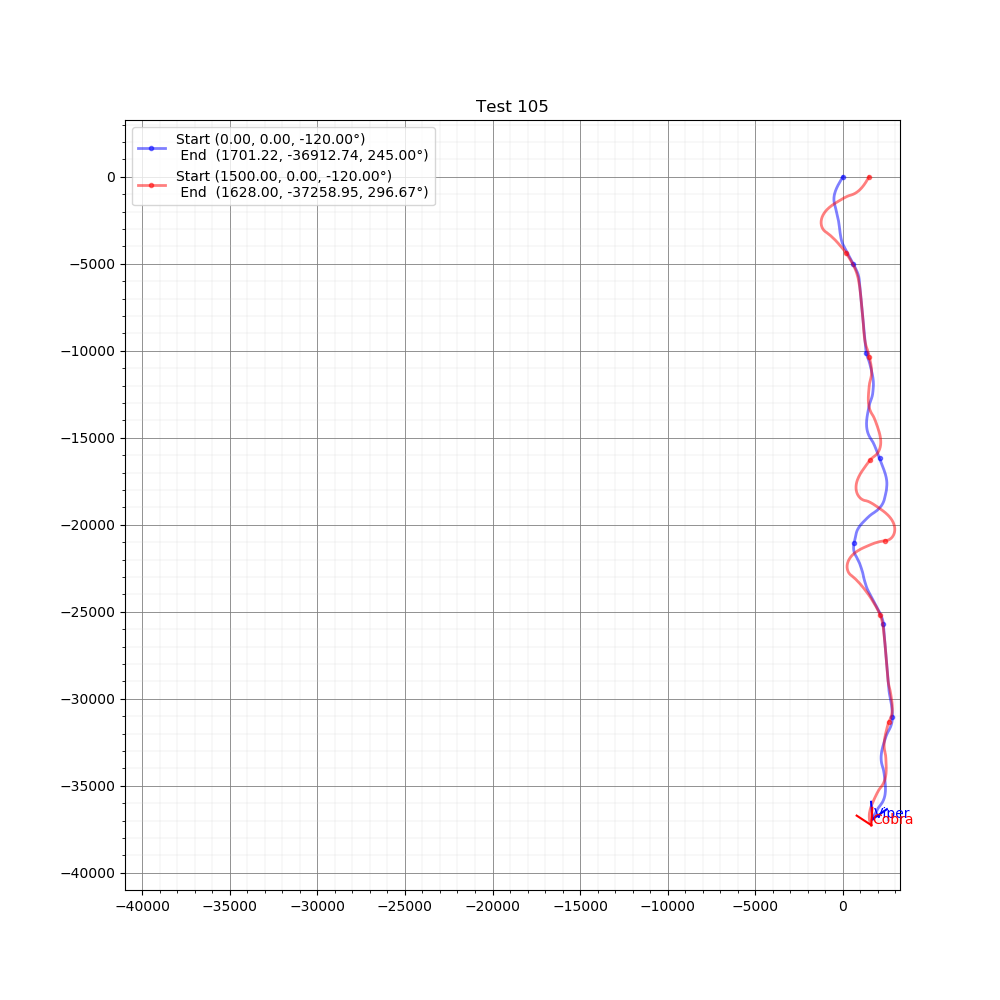 Test 105
Start (0.00, 0.00, -120.00°)
End (1701.22, -36912.74, 245.00°)
Start (1500.00, 0.00, -120.00°)
End (1628.00, -37258.95, 296.67°)
0
−5000
−10000
−15000
−20000
−25000
−30000
−35000
−40000
Viper
Cobra
−40000 −35000 −30000 −25000 −20000 −15000 −10000 −5000 0